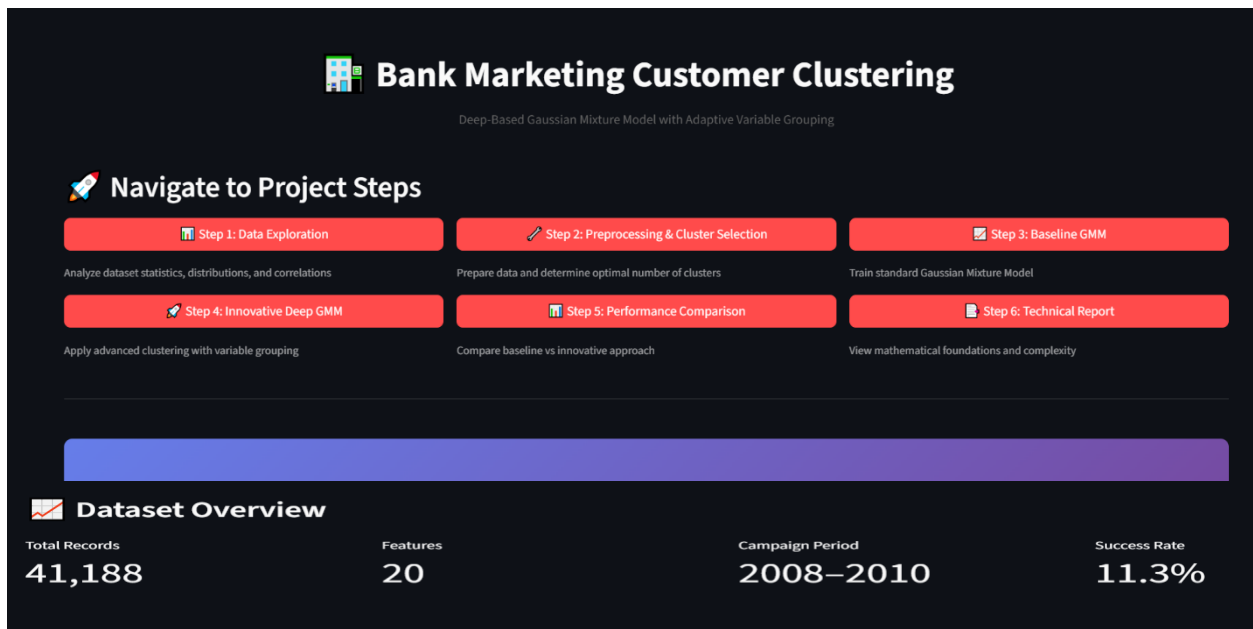 Bank Marketing Customer Clustering
Deep-Based Gaussian Mixture Model with Adaptive Variable Grouping
Navigate to Project Steps
Step 1: Data Exploration
Analyze dataset statistics, distributions, and correlations
Step 2: Preprocessing & Cluster Selection
Prepare data and determine optimal number of clusters
Step 3: Baseline GMM
Train standard Gaussian Mixture Model
Step 4: Innovative Deep GMM
Apply advanced clustering with variable grouping
Step 5: Performance Comparison
Compare baseline vs innovative approach
Step 6: Technical Report
View mathematical foundations and complexity
Dataset Overview
Total Records
41,188
Features
20
Campaign Period
2008–2010
Success Rate
11.3%